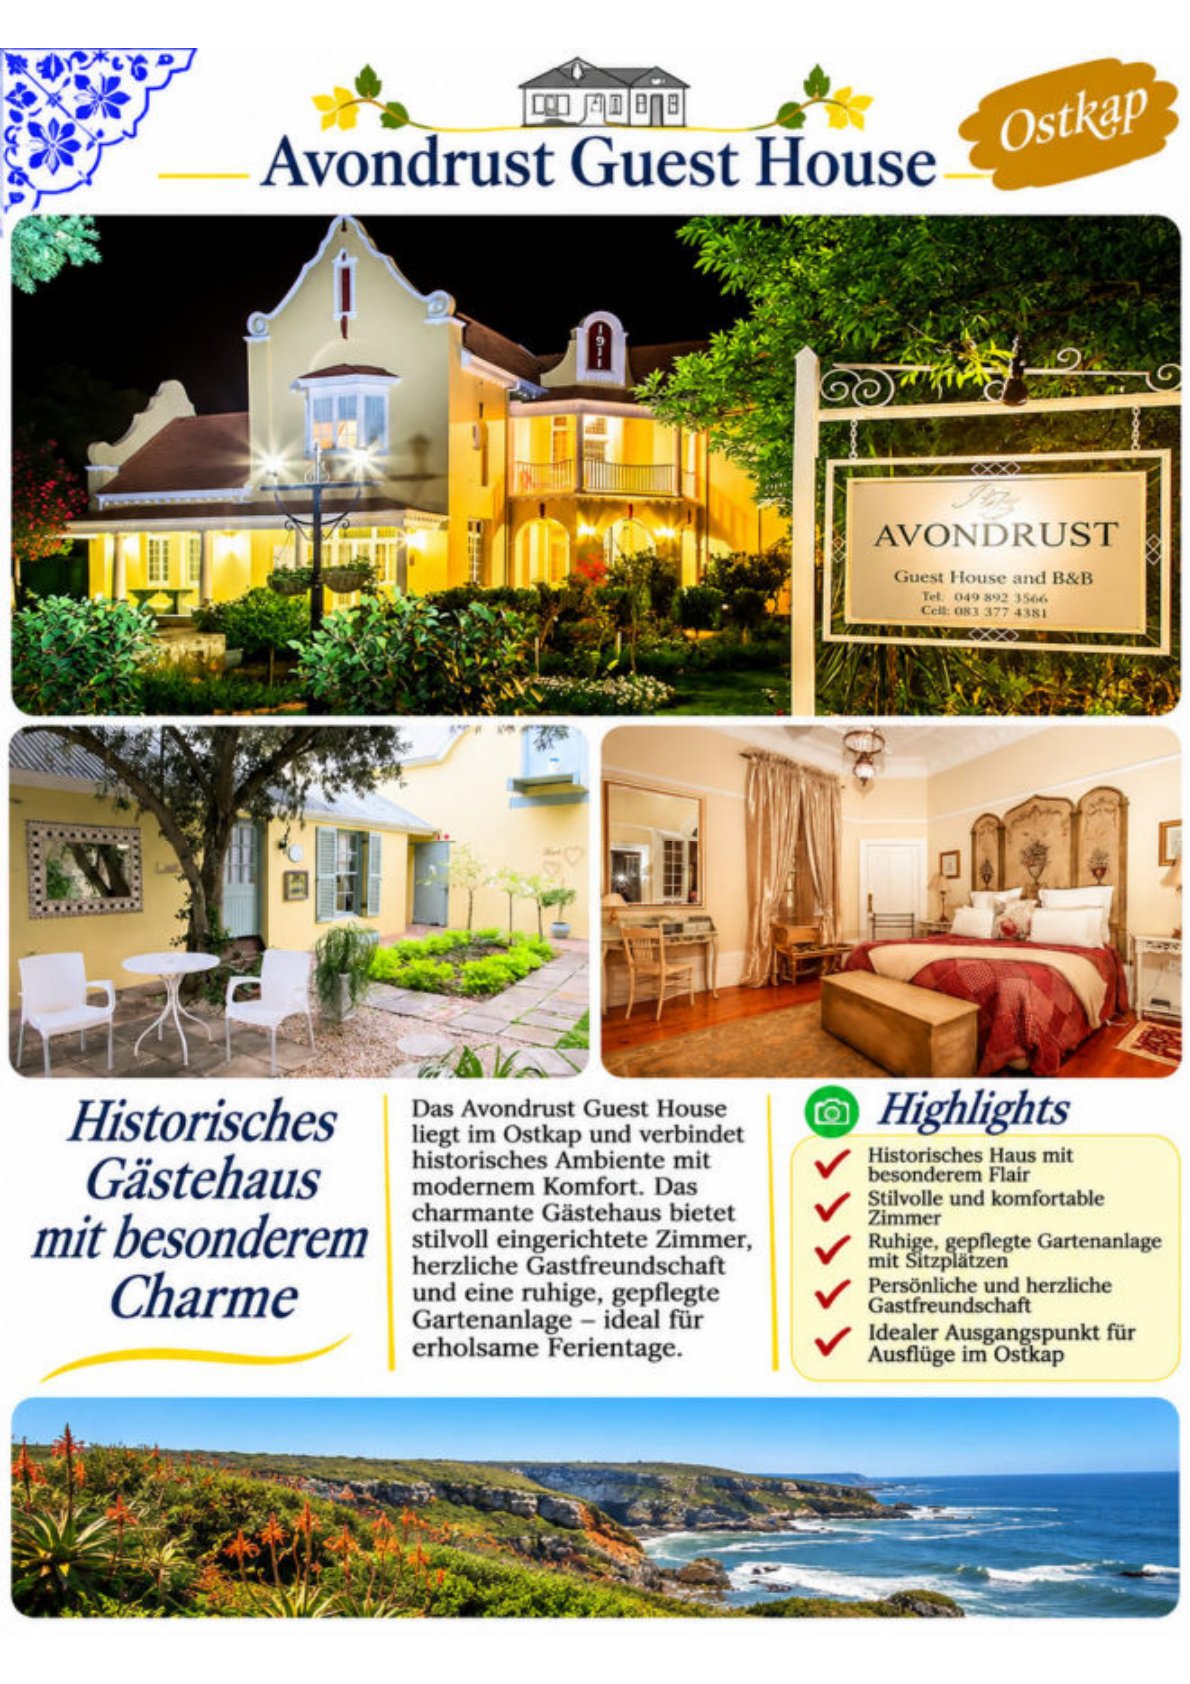 Avondrust Guest House
Ostkap
1911
AVONDRUST
Guest House and B&B
Tel: 049 892 3566
Cell: 083 377 4381
Historisches
Gästehaus
mit besonderem
Charme
Das Avondrust Guest House
liegt im Ostkap und verbindet
historisches Ambiente mit
modernem Komfort. Das
charmante Gästehaus bietet
stilvoll eingerichtete Zimmer,
herzliche Gastfreundschaft
und eine ruhige, gepflegte
Gartenanlage – ideal für
erholsame Ferientage.
Highlights
Historisches Haus mit
besonderem Flair
Stilvolle und komfortable
Zimmer
Ruhige, gepflegte Gartenanlage
mit Sitzplätzen
Persönliche und herzliche
Gastfreundschaft
Idealer Ausgangspunkt für
Ausflüge im Ostkap